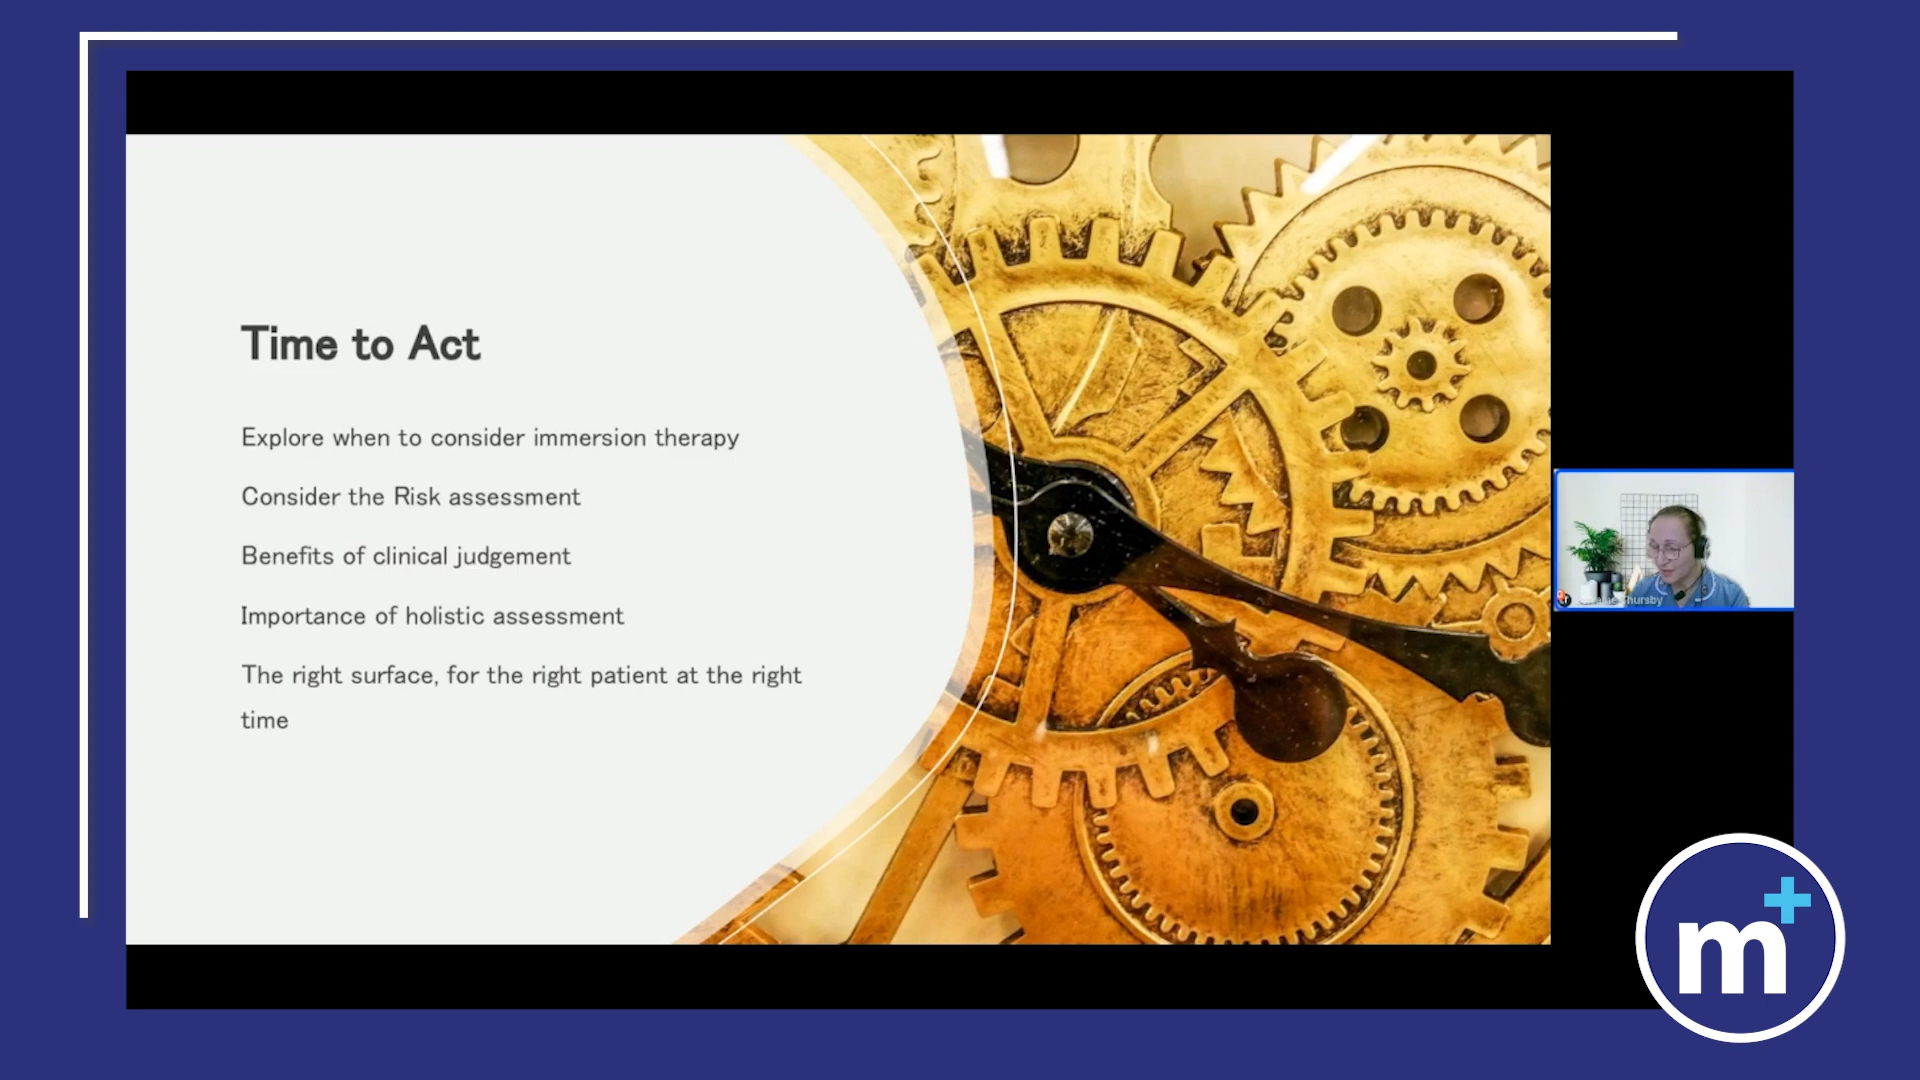 Time to Act
Explore when to consider immersion therapy
Consider the Risk assessment
Benefits of clinical judgement
Importance of holistic assessment
The right surface, for the right patient at the right
time
Thursby
m+